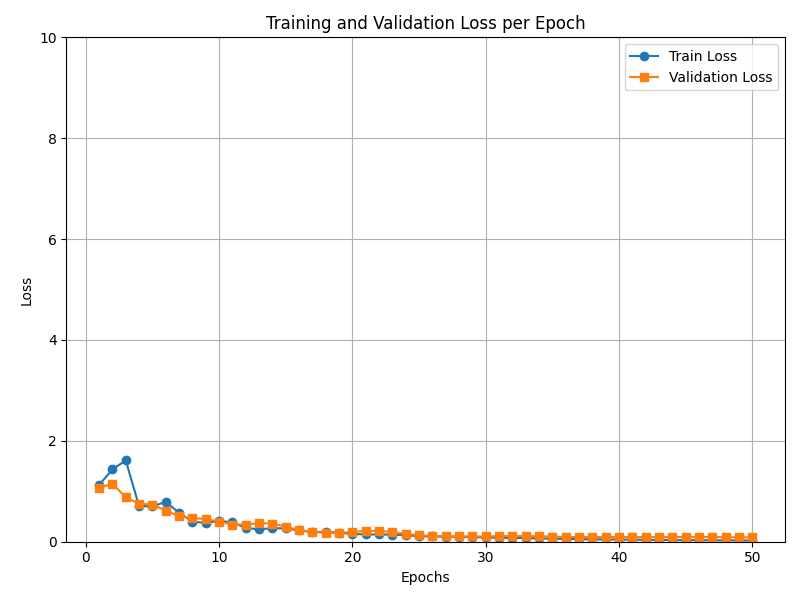 Training and Validation Loss per Epoch
10
8
6
4
2
0
Loss
Train Loss
Validation Loss
0 10 20 30 40 50
Epochs